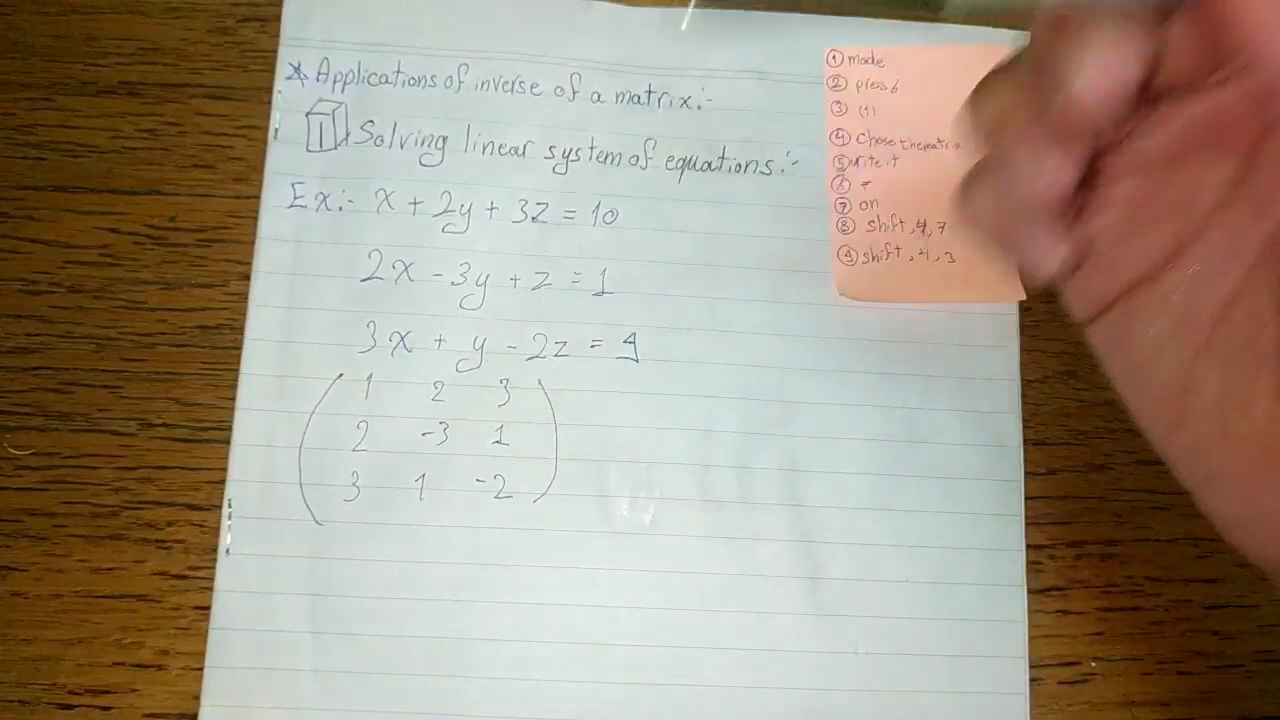 * Applications of inverse of a matrix:-
1 Solving linear system of equations:-
Ex:- x + 2y + 3z = 10
2x - 3y + z = 1
3x + y - 2z = 9
1 2 3
2 -3 1
3 1 -2
① mode
② press 6
③ (1)
④ chose the matrix
⑤ write it
⑥ =
⑦ on
⑧ shift, 4, 7
⑨ shift, 4, 3